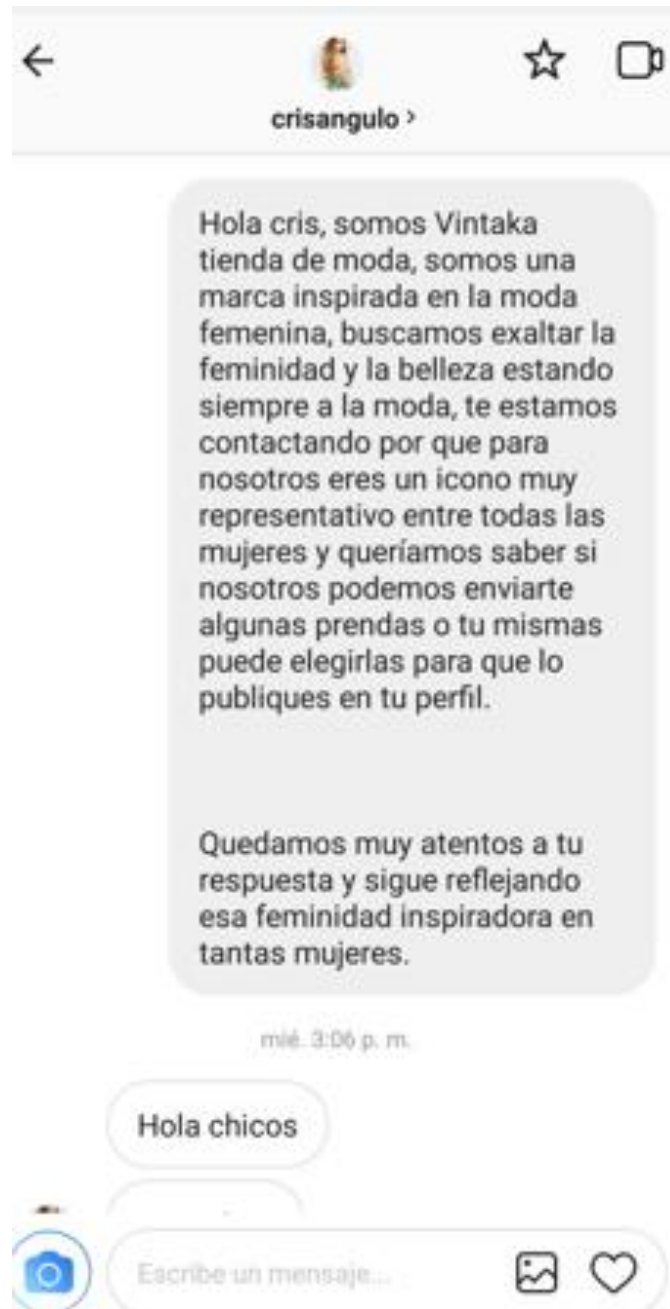 crisangulo >
Hola cris, somos Vintaka
tienda de moda, somos una
marca inspirada en la moda
femenina, buscamos exaltar la
feminidad y la belleza estando
siempre a la moda, te estamos
contactando por que para
nosotros eres un icono muy
representativo entre todas las
mujeres y queríamos saber si
nosotros podemos enviarte
algunas prendas o tu mismas
puede elegirlas para que lo
publiques en tu perfil.
Quedamos muy atentos a tu
respuesta y sigue reflejando
esa feminidad inspiradora en
tantas mujeres.
mié. 3:06 p. m.
Hola chicos
Escribe un mensaje...